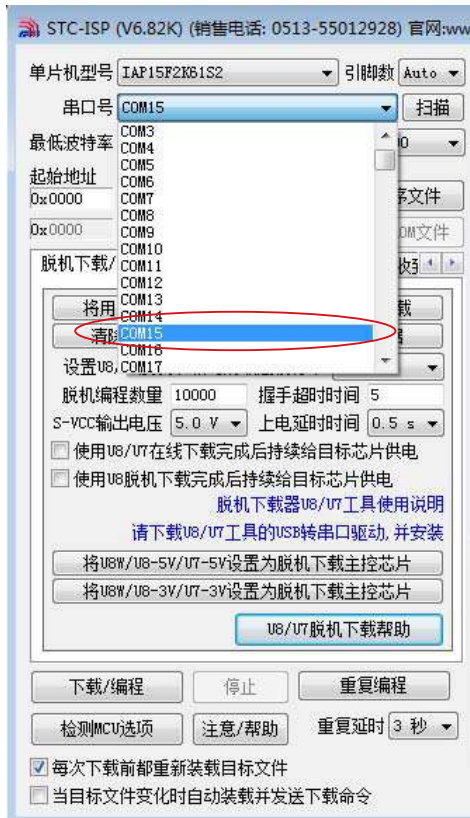 STC-ISP (V6.82K) (销售电话: 0513-55012928) 官网:ww
单片机型号 IAP15F2K61S2 引脚数 Auto
串口号 COM15 扫描
最低波特率
COM3
COM4
起始地址
COM5
COM6
0x0000 COM7 序文件
COM8
0x0000 COM9 OM文件
COM10
脱机下载/ COM11
COM12
将用 COM13 载
COM14
清除 COM15
COM16
设置U8, COM17
脱机编程数量 10000 握手超时时间 5
S-VCC输出电压 5.0 V 上电延时时间 0.5 s
使用U8/U7在线下载完成后持续给目标芯片供电
使用U8脱机下载完成后持续给目标芯片供电
脱机下载器U8/U7工具使用说明
请下载U8/U7工具的USB转串口驱动,并安装
将U8W/U8-5V/U7-5V设置为脱机下载主控芯片
将U8W/U8-3V/U7-3V设置为脱机下载主控芯片
U8/U7脱机下载帮助
下载/编程 停止 重复编程
检测MCU选项 注意/帮助 重复延时 3 秒
每次下载前都重新装载目标文件
当目标文件变化时自动装载并发送下载命令